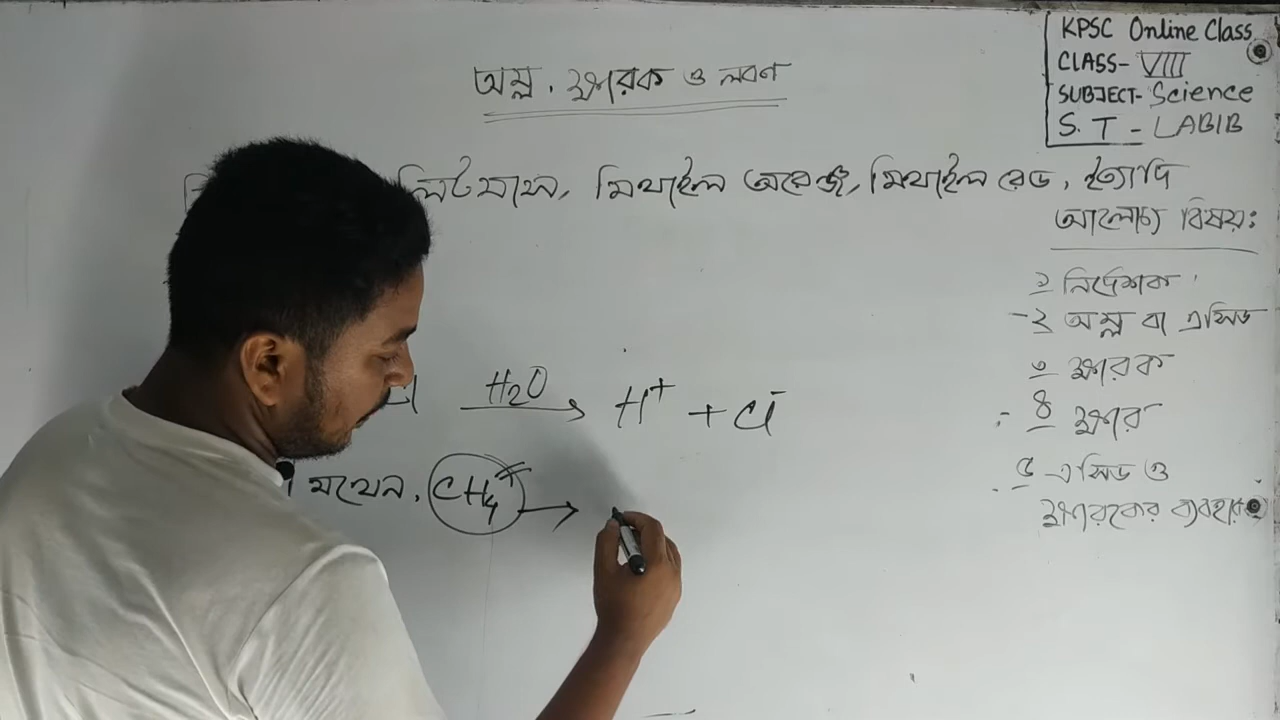 অম্ল, ক্ষারক ও লবণ
KPSC Online Class
CLASS- VIII
SUBJECT- Science
S. T - LABIB
লিটমাস, মিথাইল অরেঞ্জ, মিথাইল রেড, ইত্যাদি
আলোচ্য বিষয়ঃ
১ নির্দেশক
২ অম্ল বা এসিড
৩ ক্ষারক
৪ ক্ষার
৫ এসিড ও
ক্ষারকের ব্যবহার
H2O → H+ + Cl-
মিথেন, CH4 →